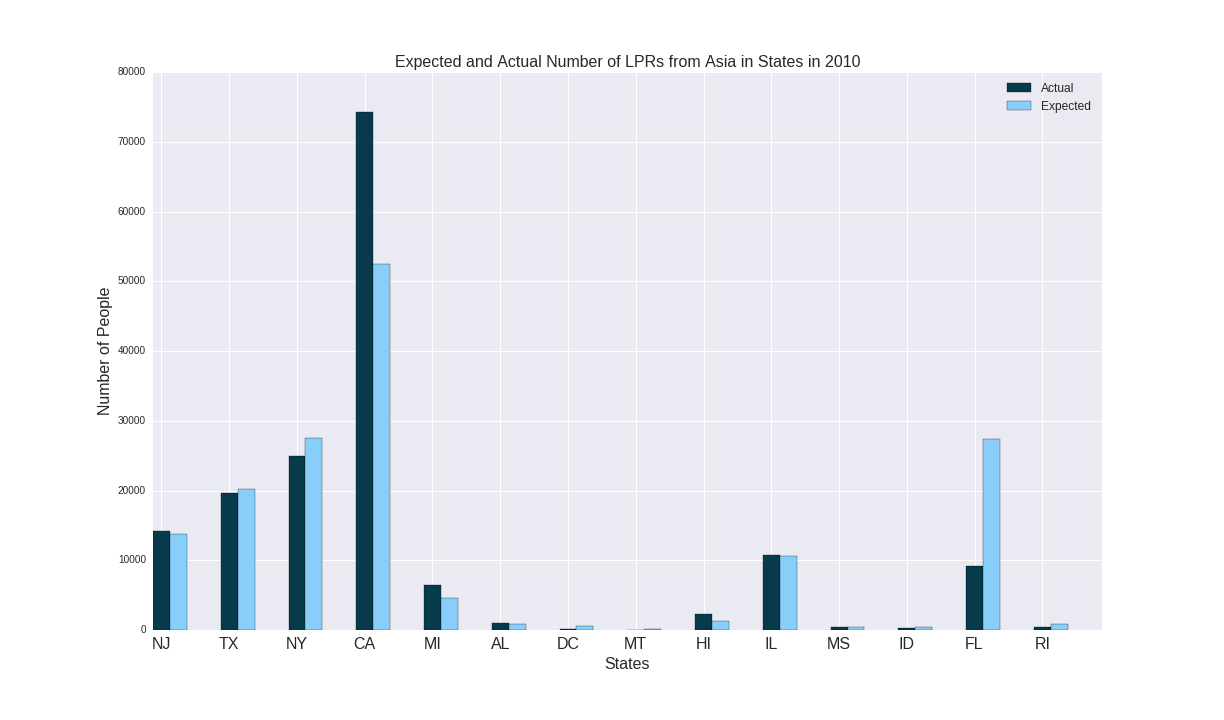 Expected and Actual Number of LPRs from Asia in States in 2010
Actual
Expected
80000
70000
60000
50000
40000
30000
20000
10000
0
Number of People
NJ TX NY CA MI AL DC MT HI IL MS ID FL RI
States